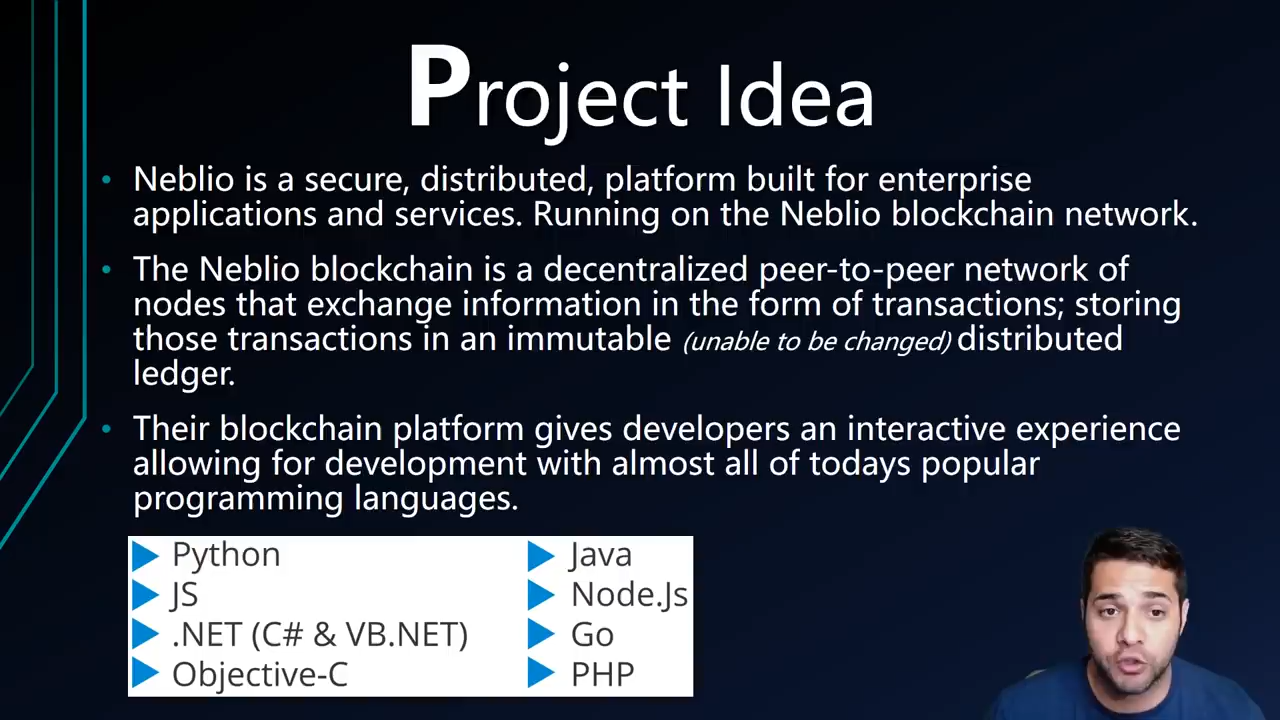 Project Idea
• Neblio is a secure, distributed, platform built for enterprise
applications and services. Running on the Neblio blockchain network.
• The Neblio blockchain is a decentralized peer-to-peer network of
nodes that exchange information in the form of transactions; storing
those transactions in an immutable (unable to be changed) distributed
ledger.
• Their blockchain platform gives developers an interactive experience
allowing for development with almost all of todays popular
programming languages.
Python
JS
.NET (C# & VB.NET)
Objective-C
Java
Node.Js
Go
PHP